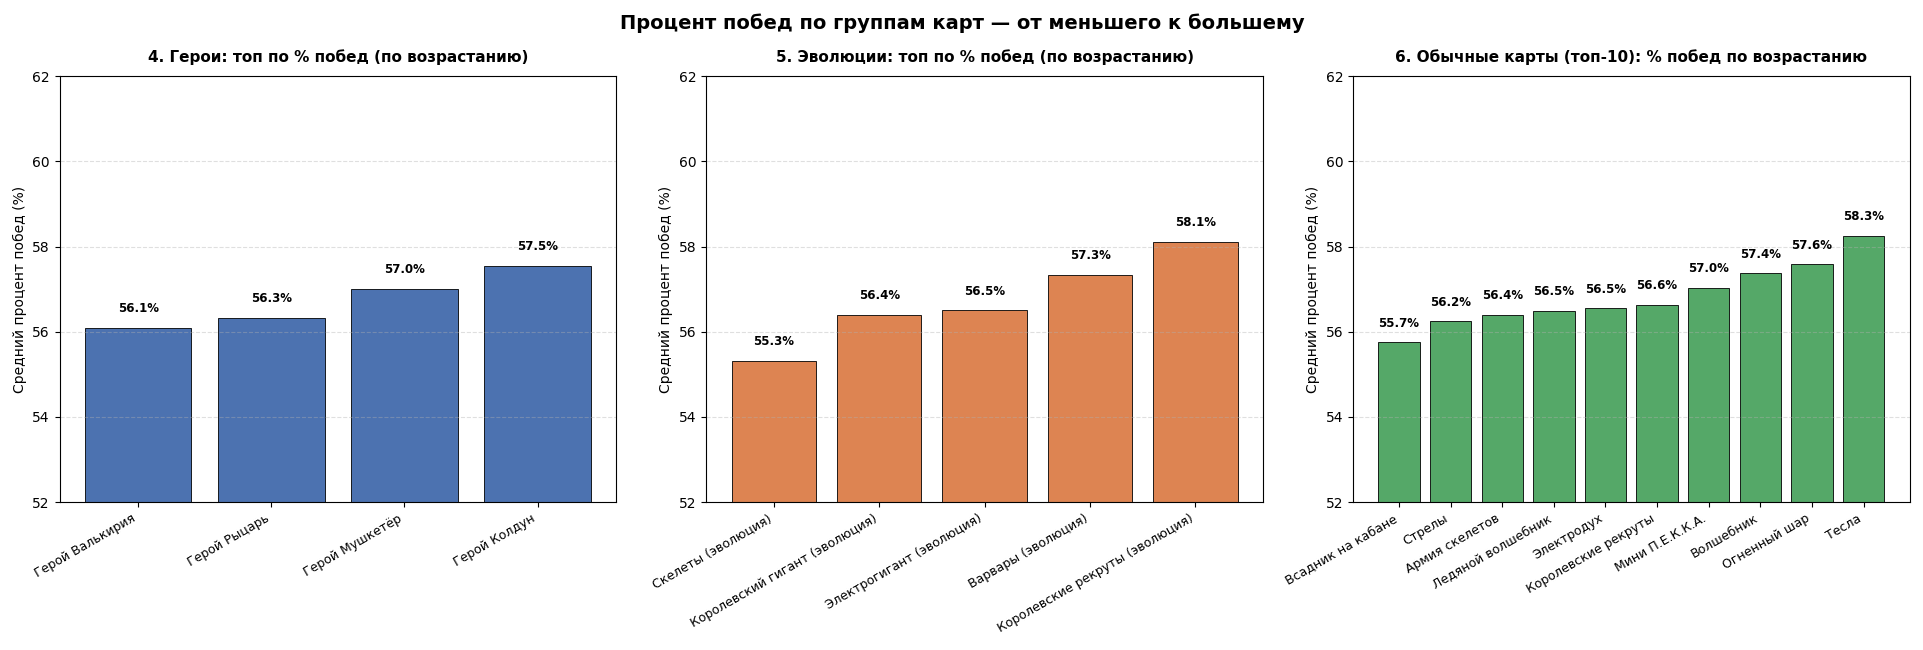 Процент побед по группам карт — от меньшего к большему
4. Герои: топ по % побед (по возрастанию)
Средний процент побед (%)
62
60
58
56
54
52
56.1%
56.3%
57.0%
57.5%
Герой Валькирия
Герой Рыцарь
Герой Мушкетёр
Герой Колдун
5. Эволюции: топ по % побед (по возрастанию)
Средний процент побед (%)
62
60
58
56
54
52
55.3%
56.4%
56.5%
57.3%
58.1%
Скелеты (эволюция)
Королевский гигант (эволюция)
Электрогигант (эволюция)
Варвары (эволюция)
Королевские рекруты (эволюция)
6. Обычные карты (топ-10): % побед по возрастанию
Средний процент побед (%)
62
60
58
56
54
52
55.7%
56.2%
56.4%
56.5%
56.5%
56.6%
57.0%
57.4%
57.6%
58.3%
Всадник на кабане
Стрелы
Армия скелетов
Ледяной волшебник
Электродух
Королевские рекруты
Мини П.Е.К.К.А.
Волшебник
Огненный шар
Тесла